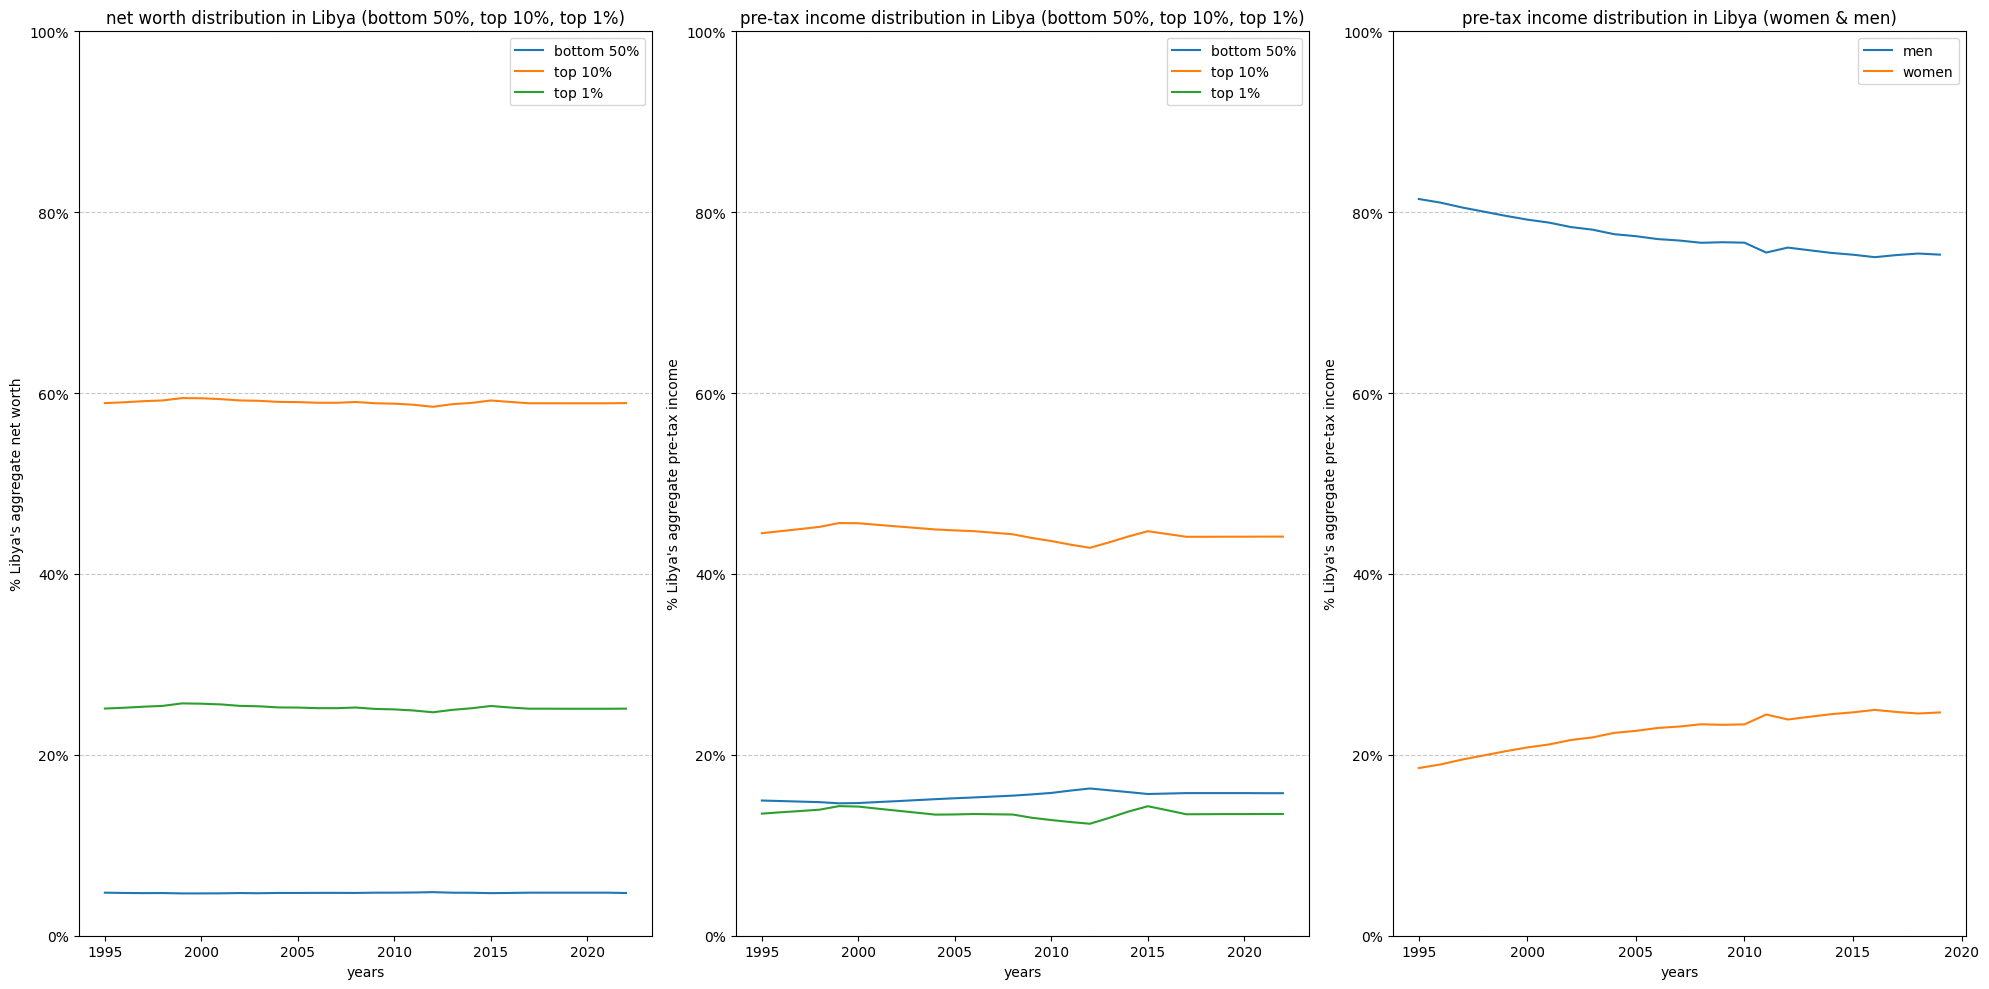 net worth distribution in Libya (bottom 50%, top 10%, top 1%)
100%
80%
60%
40%
20%
0%
% Libya's aggregate net worth
bottom 50%
top 10%
top 1%
1995
2000
2005
2010
2015
2020
years
pre-tax income distribution in Libya (bottom 50%, top 10%, top 1%)
100%
80%
60%
40%
20%
0%
% Libya's aggregate pre-tax income
bottom 50%
top 10%
top 1%
1995
2000
2005
2010
2015
2020
years
pre-tax income distribution in Libya (women & men)
100%
80%
60%
40%
20%
0%
% Libya's aggregate pre-tax income
men
women
1995
2000
2005
2010
2015
2020
years